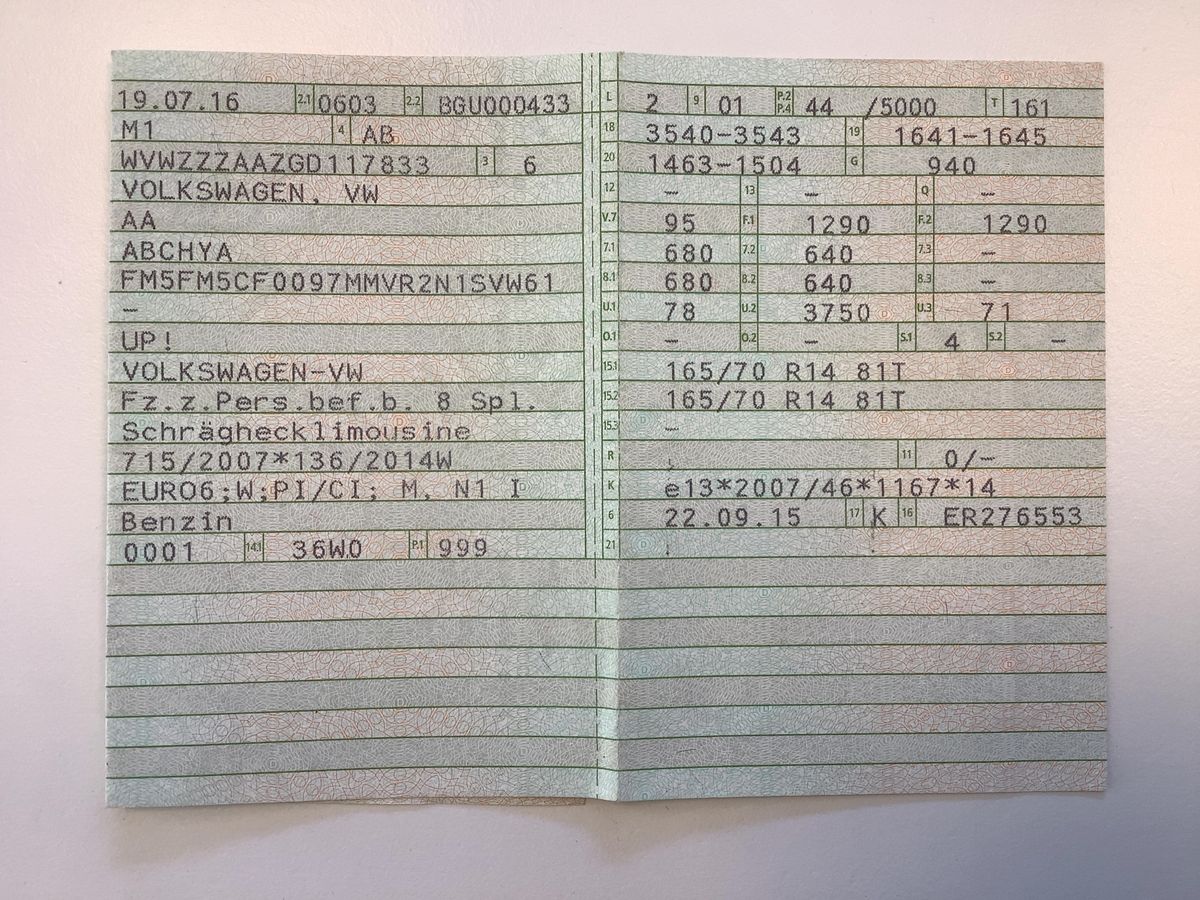 19.07.16 2.1 0603 2.2 BGU000433
M1 4 AB
WVWZZZAAZGD117833 3 6
VOLKSWAGEN, VW
AA
ABCHYA
FM5FM5CF0097MMVR2N1SVW61
—
UP!
VOLKSWAGEN-VW
Fz.z.Pers.bef.b. 8 Spl.
Schräghecklimousine
715/2007*136/2014W
EURO6;W;PI/CI; M, N1 I
Benzin
0001 14.1 36W0 P.1 999
L 2 9 01 P.2 P.4 44 /5000 T 161
18 3540-3543 19 1641-1645
20 1463-1504 G 940
12 — 13 — Q —
V.7 95 F.1 1290 F.2 1290
7.1 680 7.2 640 7.3 —
8.1 680 8.2 640 8.3 —
U.1 78 U.2 3750 U.3 71
O.1 — O.2 — S.1 4 S.2 —
15.1 165/70 R14 81T
15.2 165/70 R14 81T
15.3 —
R 11 0/-
K e13*2007/46*1167*14
6 22.09.15 17 K 16 ER276553
21